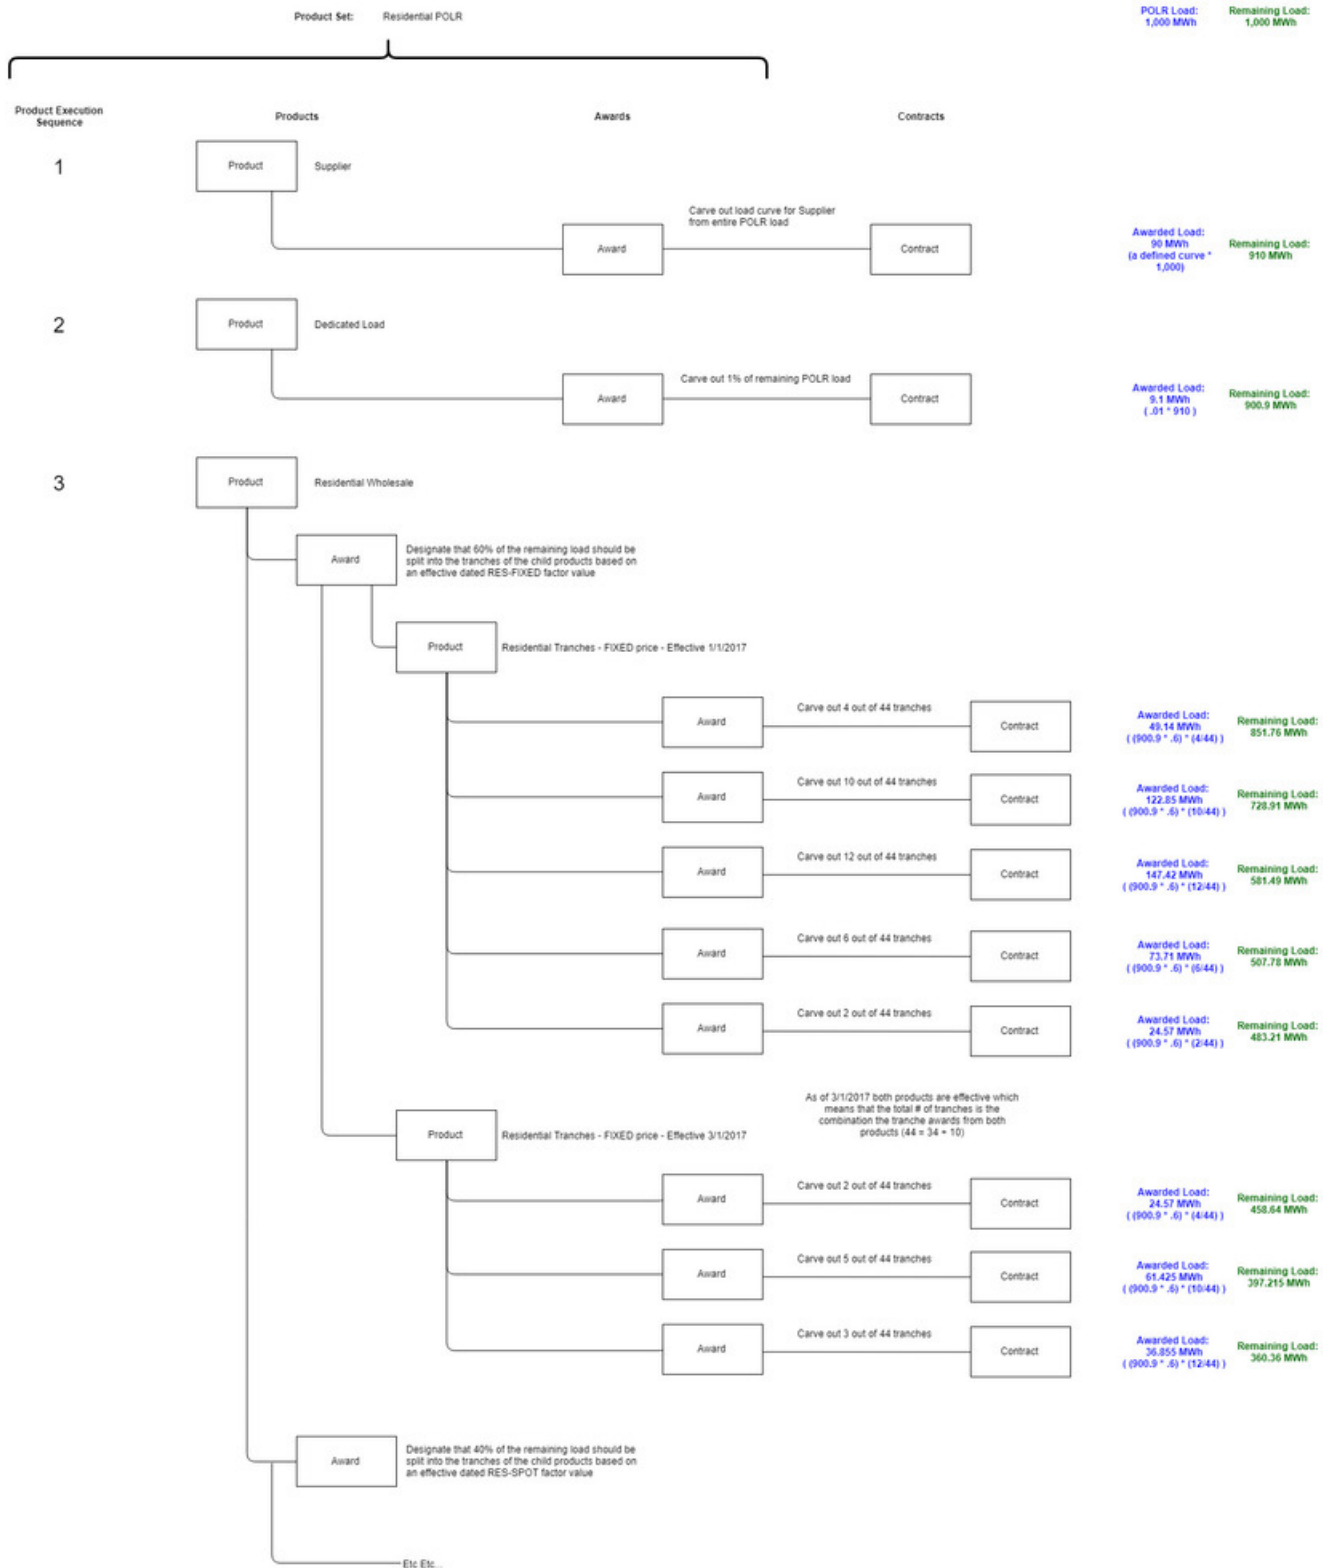 Product Set: Residential POLR
POLR Load:
1,000 MWh
Remaining Load:
1,000 MWh
Product Execution
Sequence
Products
Awards
Contracts
1
Product
Supplier
Carve out load curve for Supplier
from entire POLR load
Award
Contract
Awarded Load:
90 MWh
(a defined curve *
1,000)
Remaining Load:
910 MWh
2
Product
Dedicated Load
Carve out 1% of remaining POLR load
Award
Contract
Awarded Load:
9.1 MWh
( .01 * 910 )
Remaining Load:
900.9 MWh
3
Product
Residential Wholesale
Award
Designate that 60% of the remaining load should be
split into the tranches of the child products based on
an effective dated RES-FIXED factor value
Product
Residential Tranches - FIXED price - Effective 1/1/2017
Award
Carve out 4 out of 44 tranches
Contract
Awarded Load:
49.14 MWh
( (900.9 * .6) * (4/44) )
Remaining Load:
851.76 MWh
Award
Carve out 10 out of 44 tranches
Contract
Awarded Load:
122.85 MWh
( (900.9 * .6) * (10/44) )
Remaining Load:
728.91 MWh
Award
Carve out 12 out of 44 tranches
Contract
Awarded Load:
147.42 MWh
( (900.9 * .6) * (12/44) )
Remaining Load:
581.49 MWh
Award
Carve out 6 out of 44 tranches
Contract
Awarded Load:
73.71 MWh
( (900.9 * .6) * (6/44) )
Remaining Load:
507.78 MWh
Award
Carve out 2 out of 44 tranches
Contract
Awarded Load:
24.57 MWh
( (900.9 * .6) * (2/44) )
Remaining Load:
483.21 MWh
As of 3/1/2017 both products are effective which
means that the total # of tranches is the
combination the tranche awards from both
products (44 = 34 + 10)
Product
Residential Tranches - FIXED price - Effective 3/1/2017
Award
Carve out 2 out of 44 tranches
Contract
Awarded Load:
24.57 MWh
( (900.9 * .6) * (4/44) )
Remaining Load:
458.64 MWh
Award
Carve out 5 out of 44 tranches
Contract
Awarded Load:
61.425 MWh
( (900.9 * .6) * (10/44) )
Remaining Load:
397.215 MWh
Award
Carve out 3 out of 44 tranches
Contract
Awarded Load:
36.855 MWh
( (900.9 * .6) * (12/44) )
Remaining Load:
360.36 MWh
Award
Designate that 40% of the remaining load should be
split into the tranches of the child products based on
an effective dated RES-SPOT factor value
Etc Etc...